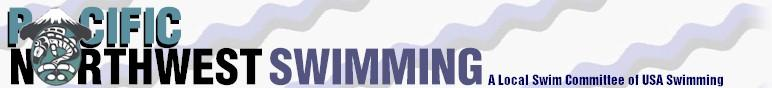 PACIFIC
NORTHWEST SWIMMING
A Local Swim Committee of USA Swimming